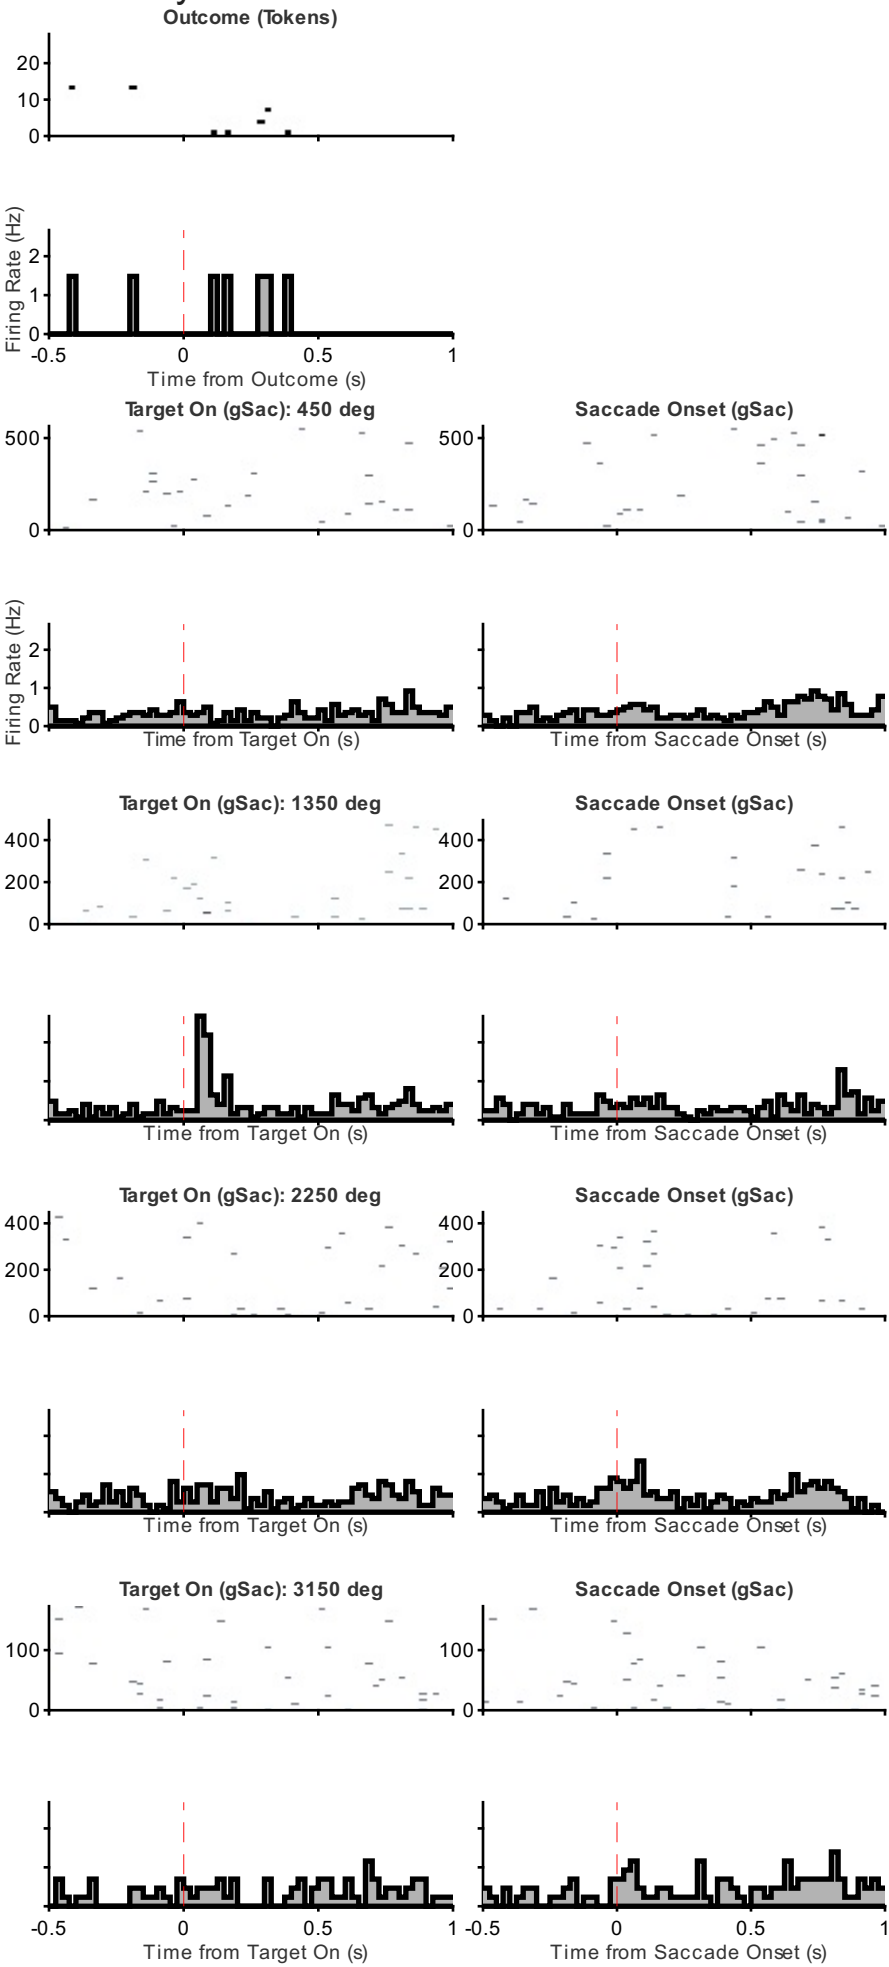 Outcome (Tokens)
20
10
0
Firing Rate (Hz)
2
1
0
-0.5 0 0.5 1
Time from Outcome (s)
Target On (gSac): 450 deg Saccade Onset (gSac)
500 500
0 0
Firing Rate (Hz)
2
1
0
Time from Target On (s) Time from Saccade Onset (s)
Target On (gSac): 1350 deg Saccade Onset (gSac)
400 400
200 200
0 0
Time from Target On (s) Time from Saccade Onset (s)
Target On (gSac): 2250 deg Saccade Onset (gSac)
400 400
200 200
0 0
Time from Target On (s) Time from Saccade Onset (s)
Target On (gSac): 3150 deg Saccade Onset (gSac)
100 100
0 0
-0.5 0 0.5 1 -0.5 0 0.5 1
Time from Target On (s) Time from Saccade Onset (s)